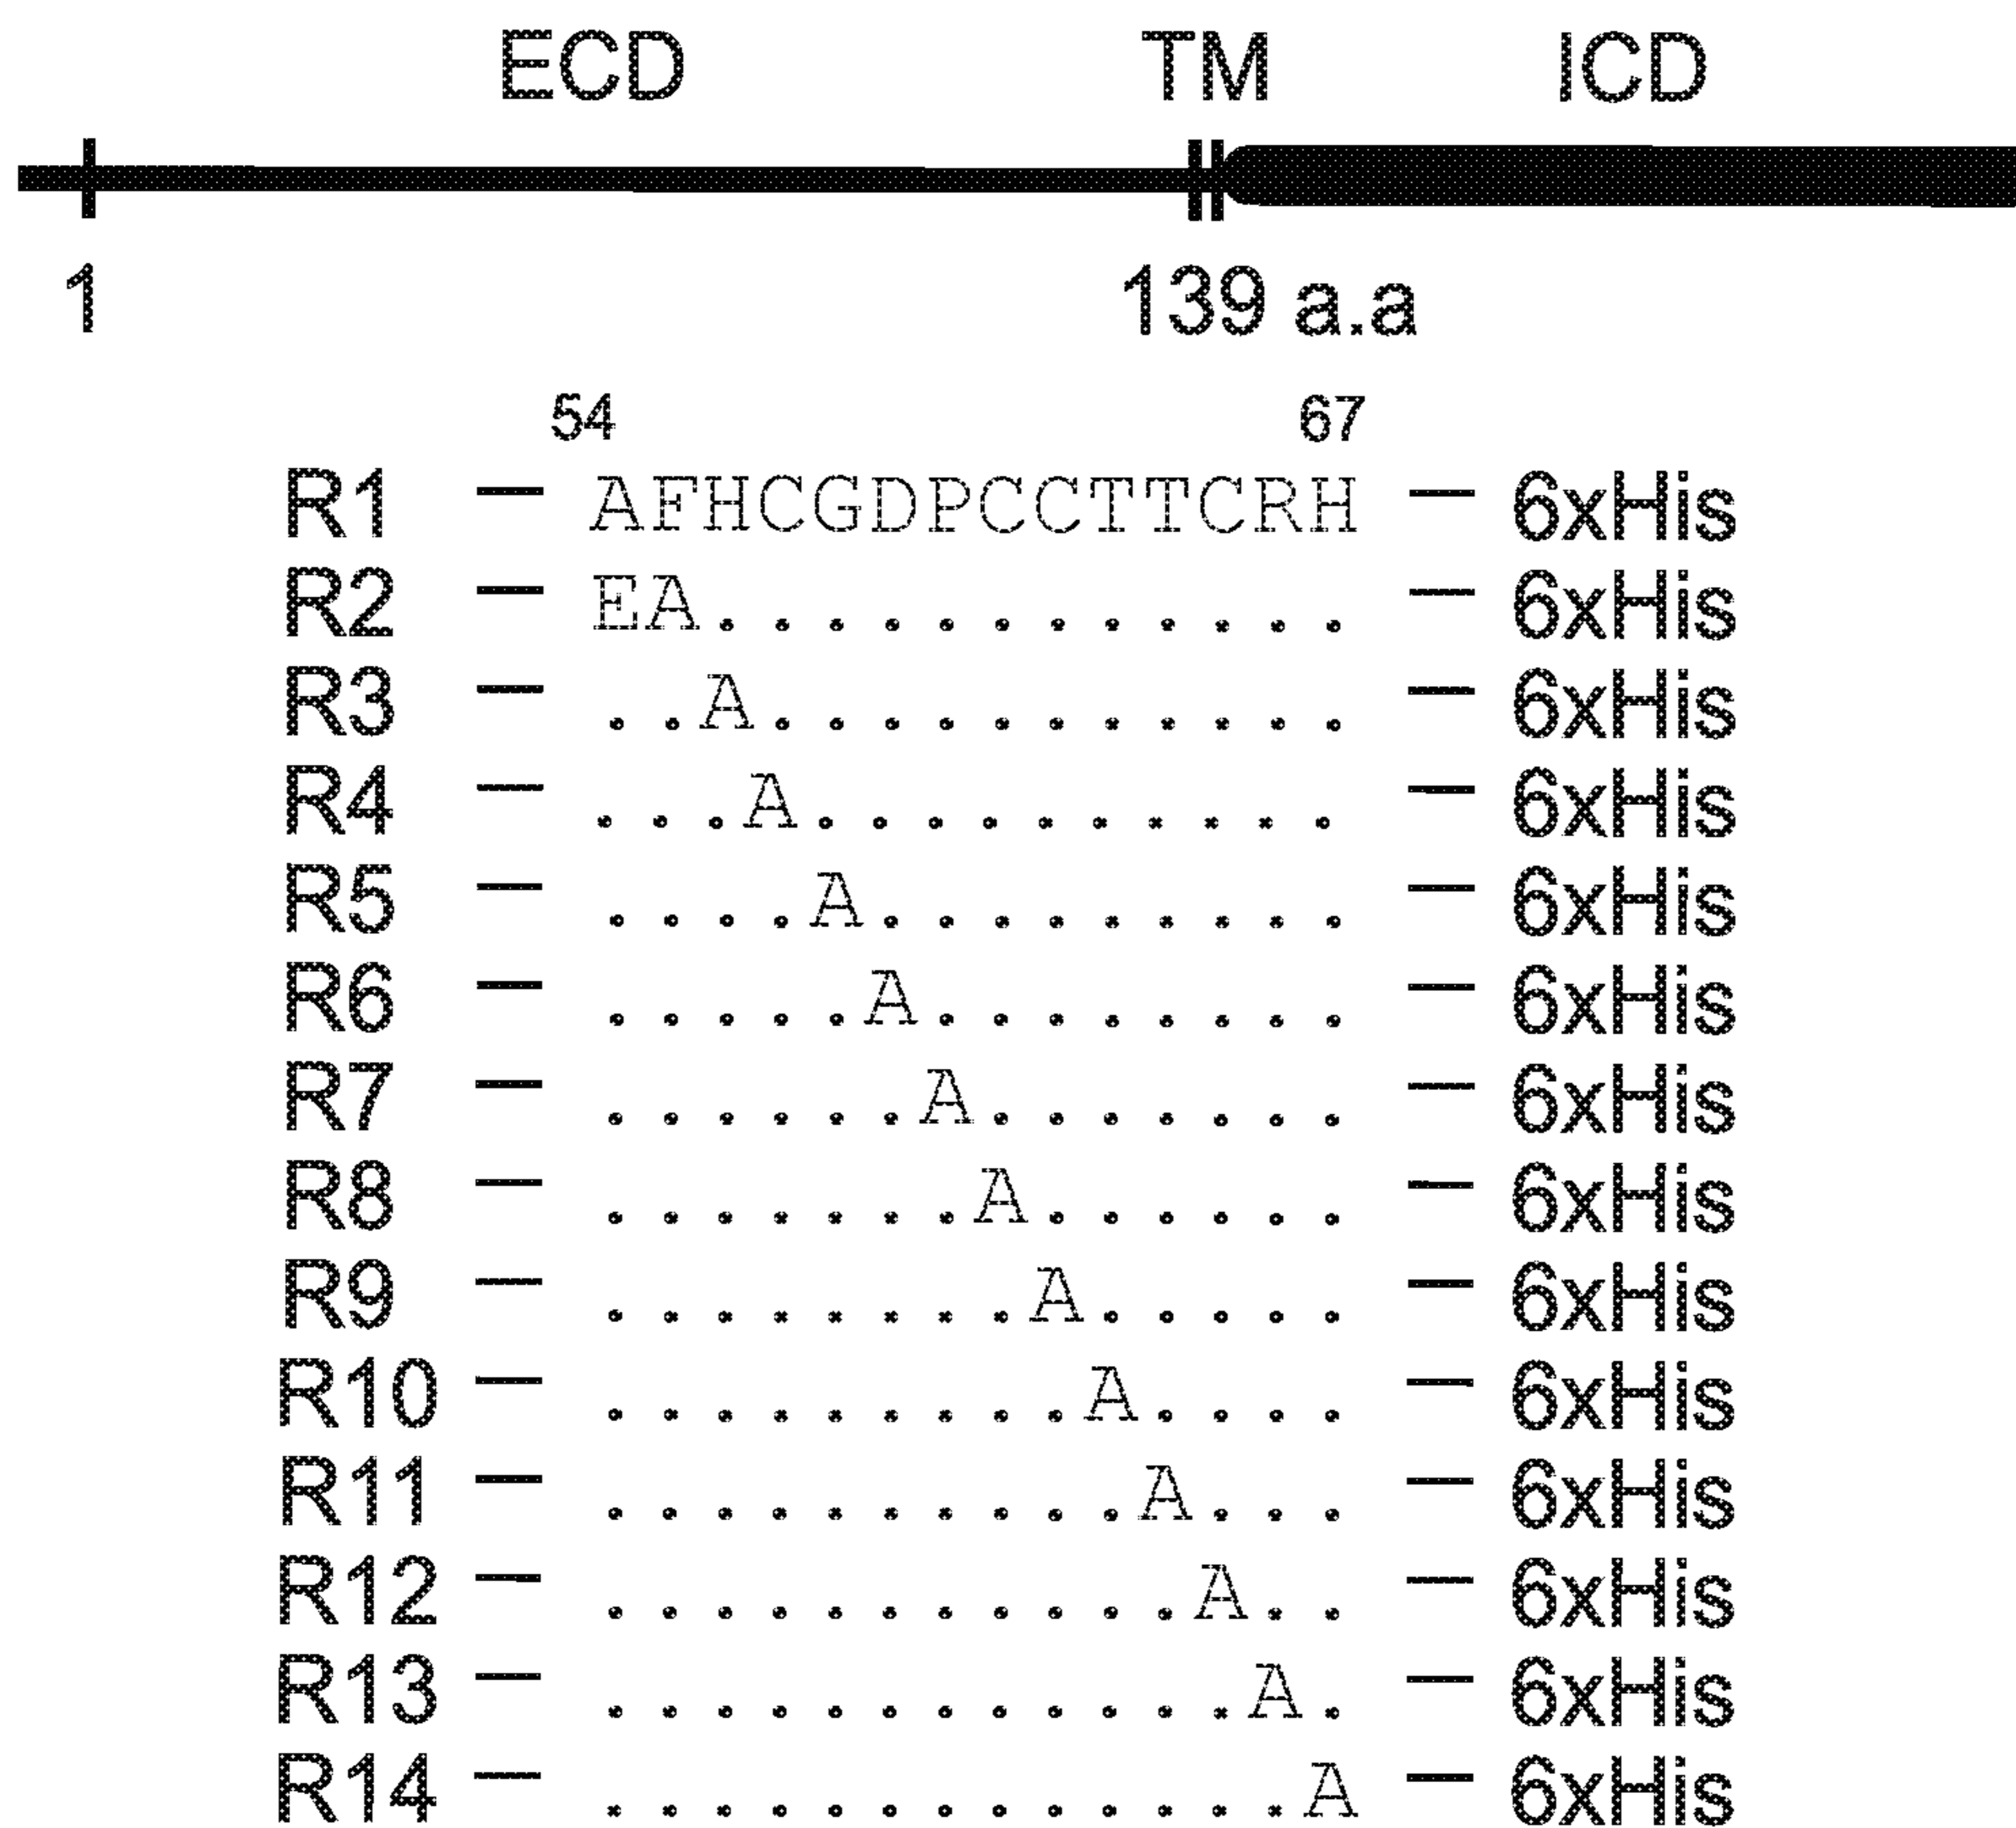 ECD TM ICD
1 139 a.a
54 67
R1 — AFHCGDPCCTTCRH — 6xHis
R2 — EA............ — 6xHis
R3 — ..A........... — 6xHis
R4 — ...A.......... — 6xHis
R5 — ....A......... — 6xHis
R6 — .....A........ — 6xHis
R7 — ......A....... — 6xHis
R8 — .......A...... — 6xHis
R9 — ........A..... — 6xHis
R10 — .........A.... — 6xHis
R11 — ..........A... — 6xHis
R12 — ...........A.. — 6xHis
R13 — ............A. — 6xHis
R14 — .............A — 6xHis